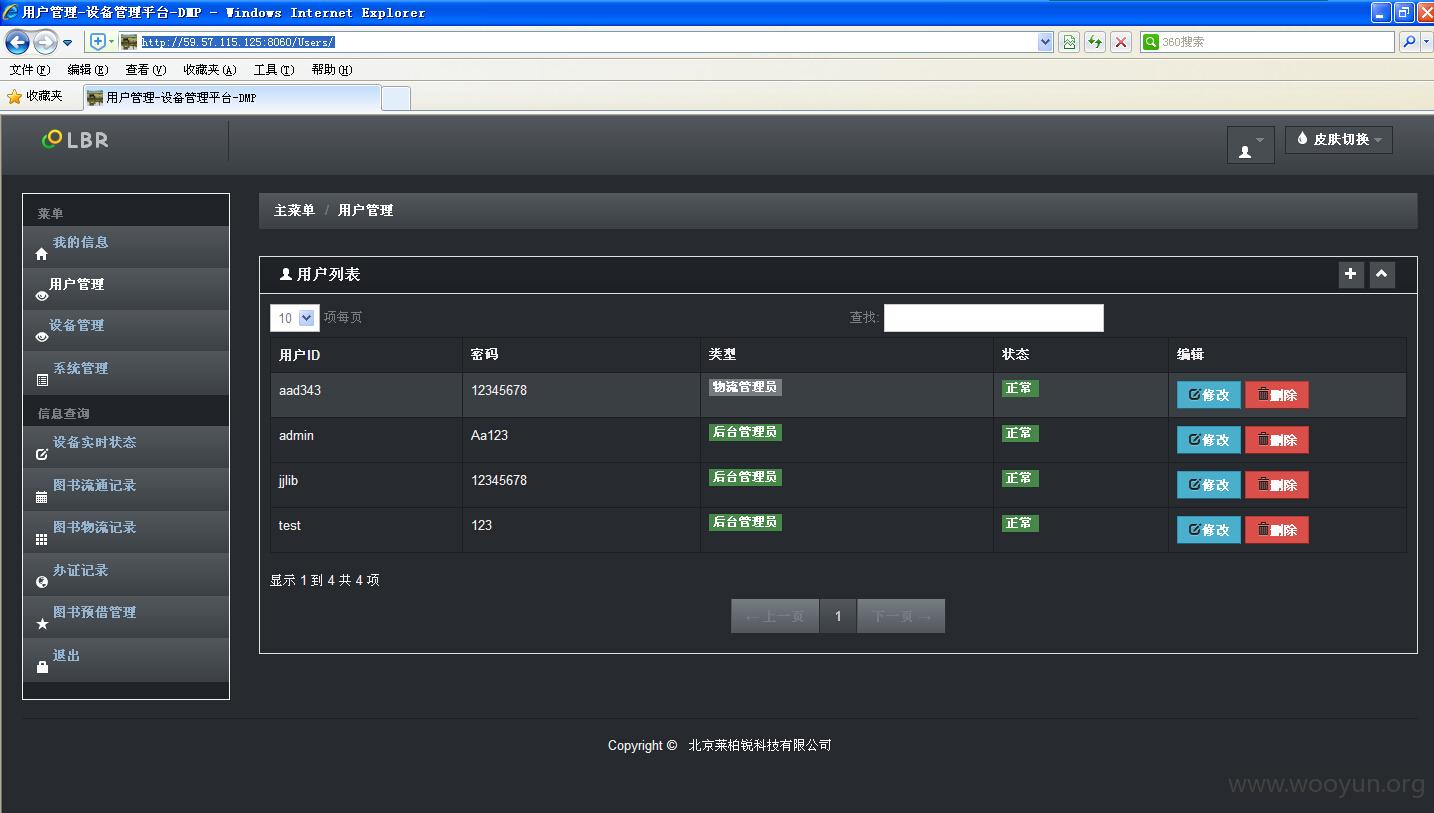 用户管理-设备管理平台-DMP - Windows Internet Explorer
http://59.57.115.125:8060/Users/
360搜索
文件(F) 编辑(E) 查看(V) 收藏夹(A) 工具(T) 帮助(H)
收藏夹 用户管理-设备管理平台-DMP
LBR
皮肤切换
菜单
我的信息
用户管理
设备管理
系统管理
信息查询
设备实时状态
图书流通记录
图书物流记录
办证记录
图书预借管理
退出
主菜单 / 用户管理
用户列表
10 项每页 查找:
用户ID 密码 类型 状态 编辑
aad343 12345678 物流管理员 正常 修改 删除
admin Aa123 后台管理员 正常 修改 删除
jjlib 12345678 后台管理员 正常 修改 删除
test 123 后台管理员 正常 修改 删除
显示 1 到 4 共 4 项
← 上一页 1 下一页 →
Copyright © 北京莱柏锐科技有限公司
www.wooyun.org